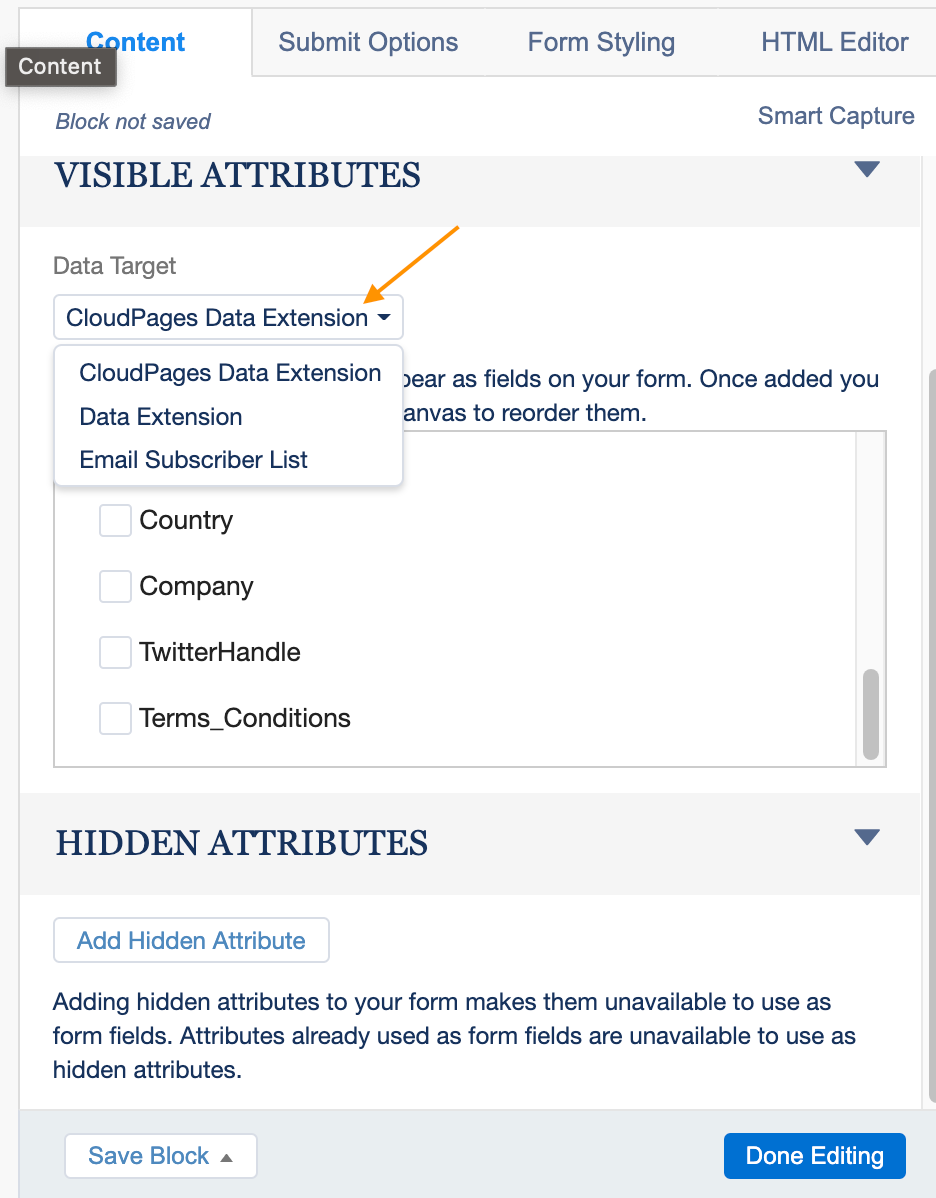 Content
Submit Options
Form Styling
HTML Editor
Content
Block not saved
Smart Capture
VISIBLE ATTRIBUTES
Data Target
CloudPages Data Extension
CloudPages Data Extension
Data Extension
Email Subscriber List
as fields on your form. Once added you
to reorder them.
Country
Company
TwitterHandle
Terms_Conditions
HIDDEN ATTRIBUTES
Add Hidden Attribute
Adding hidden attributes to your form makes them unavailable to use as
form fields. Attributes already used as form fields are unavailable to use as
hidden attributes.
Save Block
Done Editing